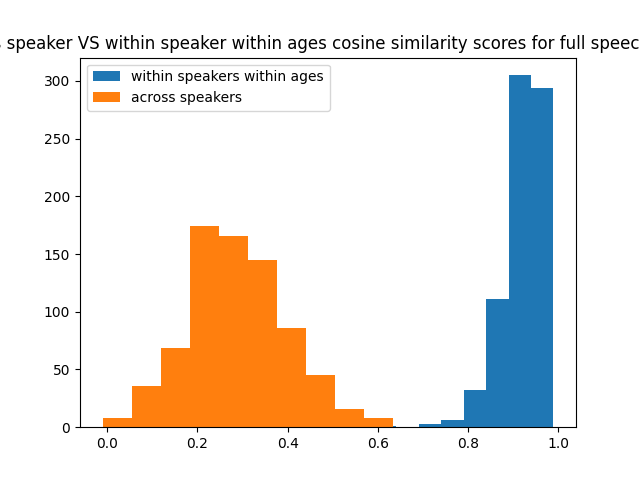 speaker VS within speaker within ages cosine similarity scores for full speec
within speakers within ages
across speakers
300
250
200
150
100
50
0
0.0 0.2 0.4 0.6 0.8 1.0